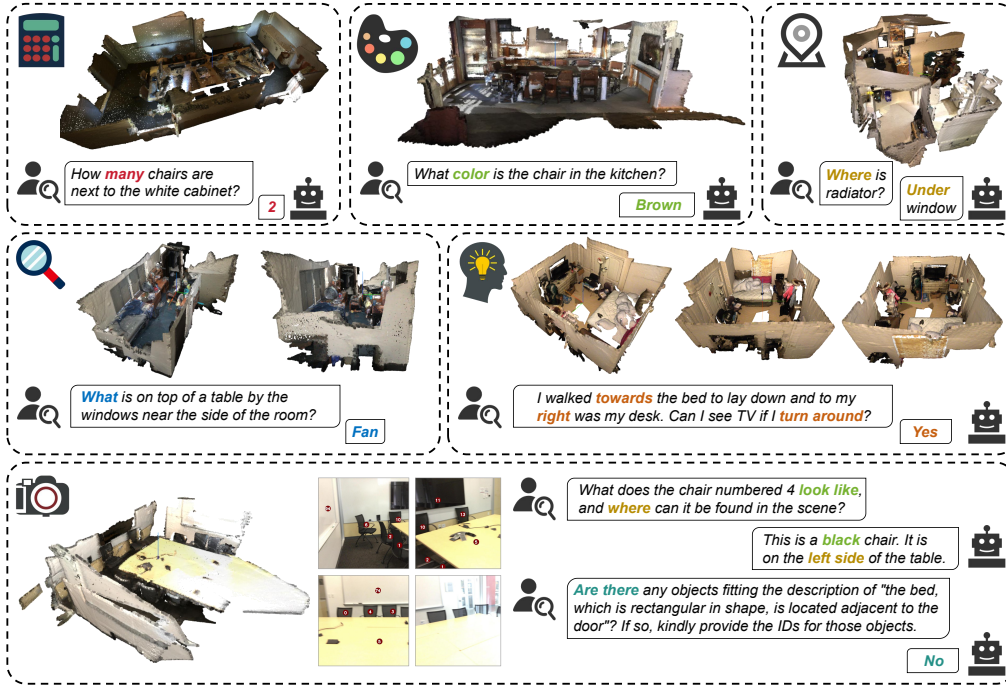 How many chairs are
next to the white cabinet?
2
What color is the chair in the kitchen?
Brown
Where is
radiator?
Under
window
What is on top of a table by the
windows near the side of the room?
Fan
I walked towards the bed to lay down and to my
right was my desk. Can I see TV if I turn around?
Yes
What does the chair numbered 4 look like,
and where can it be found in the scene?
This is a black chair. It is
on the left side of the table.
Are there any objects fitting the description of "the bed,
which is rectangular in shape, is located adjacent to the
door"? If so, kindly provide the IDs for those objects.
No